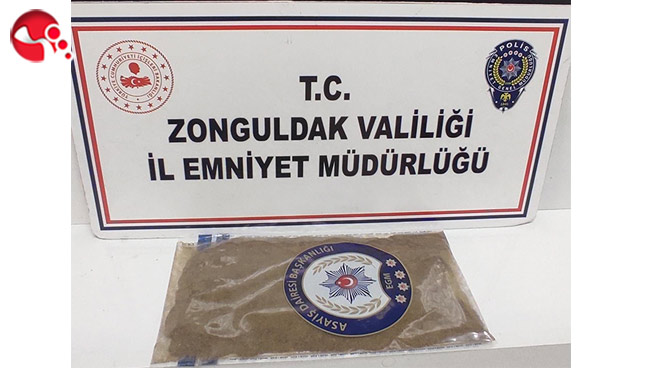 T.C.
ZONGULDAK VALİLİĞİ
İL EMNİYET MÜDÜRLÜĞÜ
POLİS
ASAYİŞ DAİRESİ BAŞKANLIĞI
EGM